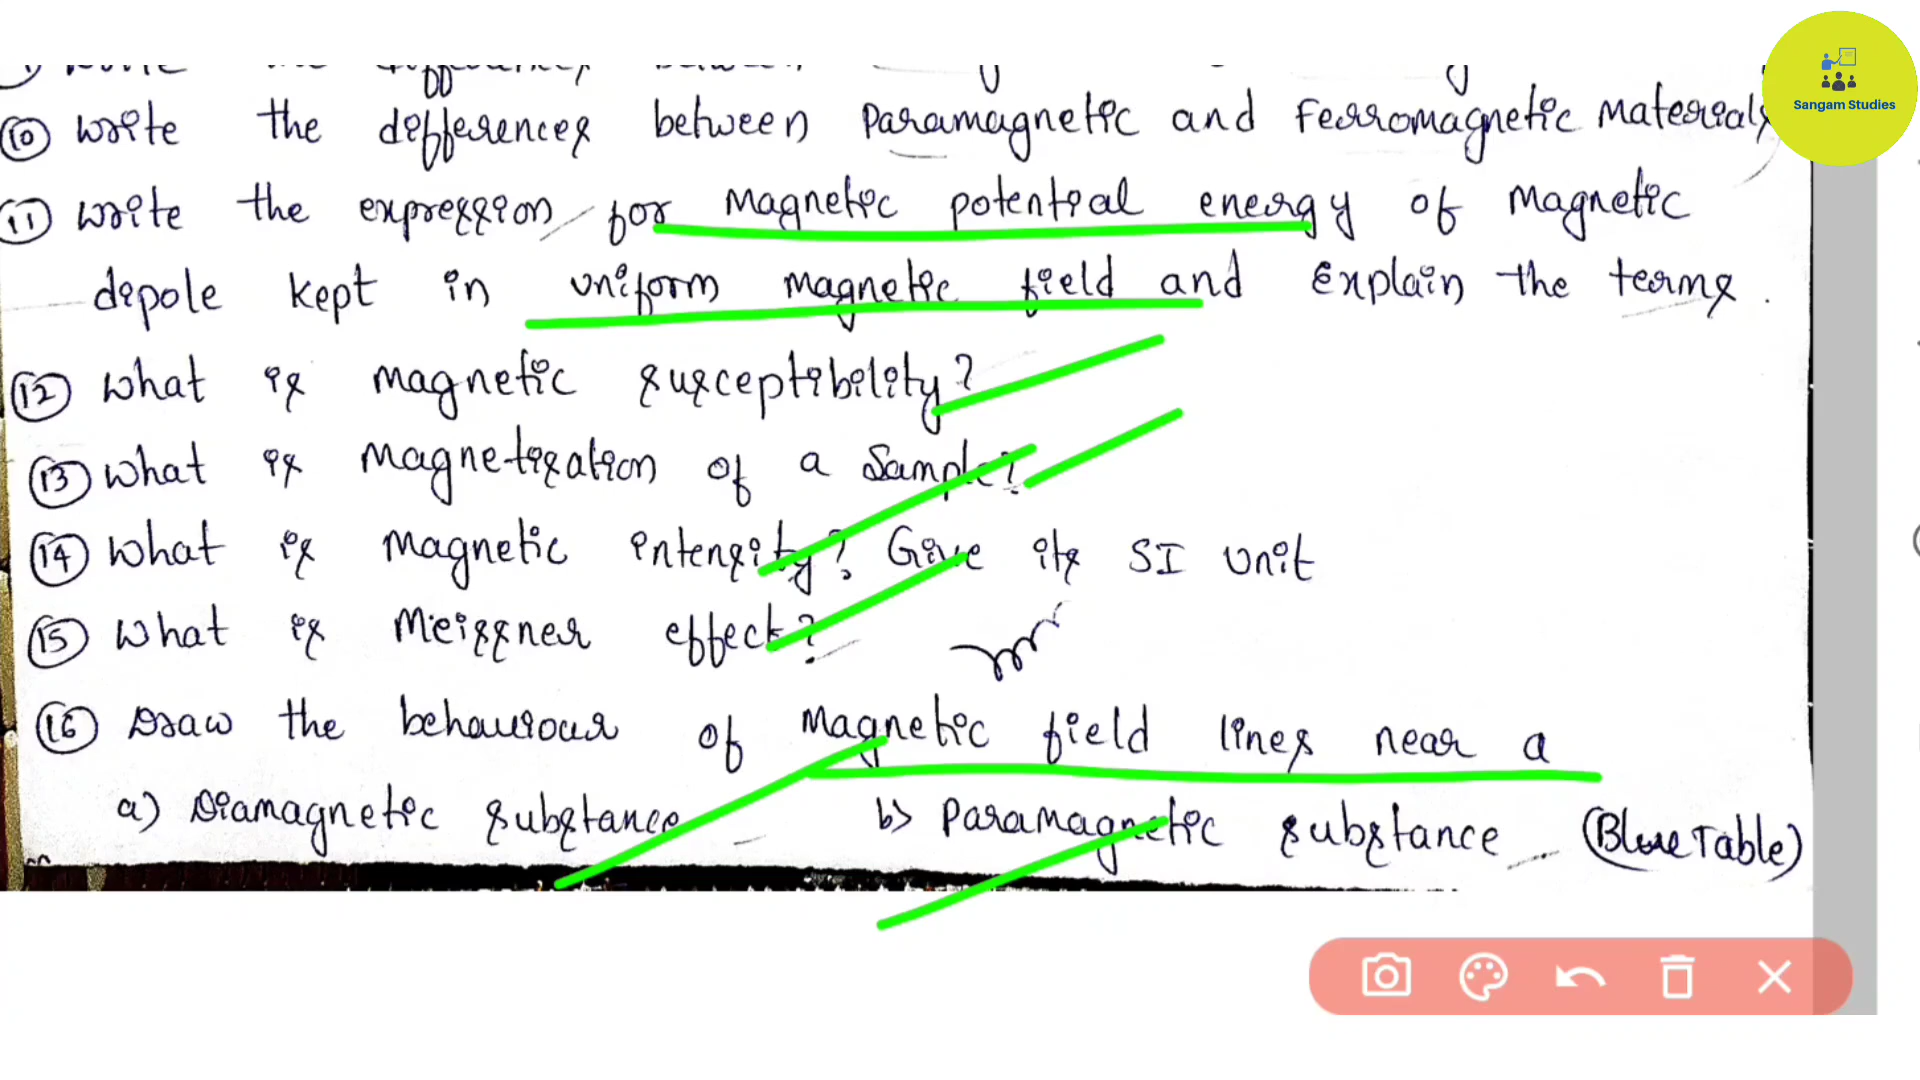 Sangam Studies
(10) Write the differences between Paramagnetic and Ferromagnetic materials
(11) Write the expression for magnetic potential energy of magnetic
dipole kept in uniform magnetic field and Explain the terms.
(12) What is magnetic susceptibility?
(13) What is magnetisation of a Sample?
(14) What is magnetic intensity? Give its SI Unit
(15) What is Meissner effect?
(16) Draw the behaviour of magnetic field lines near a
a) Diamagnetic substance b) Paramagnetic substance (Blue Table)